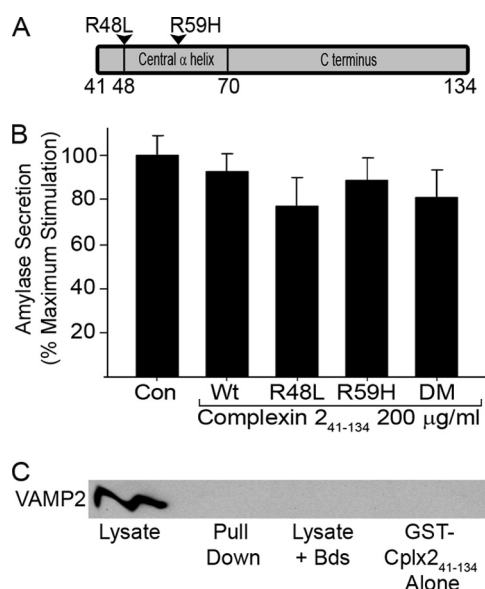 A
R48L R59H
Central α helix C terminus
41 48 70 134
B
Amylase Secretion
(% Maximum Stimulation)
100
80
60
40
20
Con Wt R48L R59H DM
Complexin 2₄₁₋₁₃₄ 200 μg/ml
C
VAMP2
Lysate Pull Lysate GST-
Down + Bds Cplx2₄₁₋₁₃₄
Alone